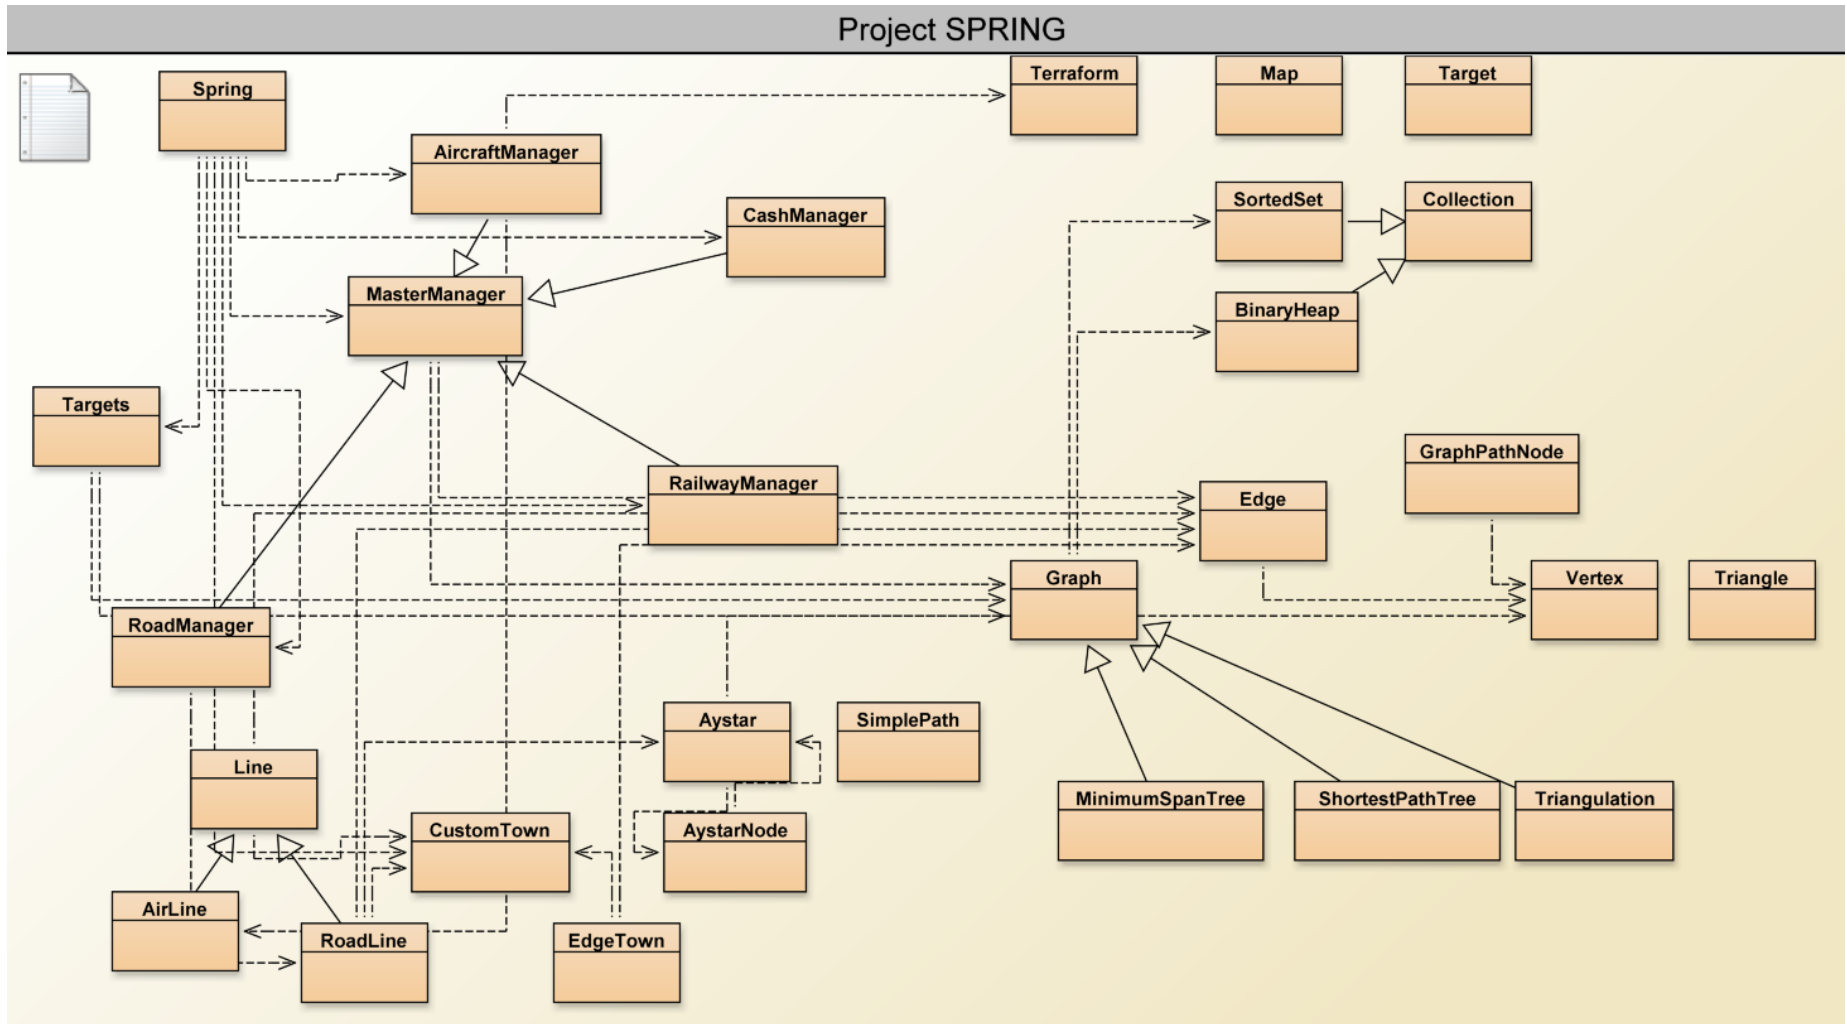 Project SPRING
Terraform
Map
Target
Spring
AircraftManager
CashManager
SortedSet
Collection
MasterManager
BinaryHeap
Targets
GraphPathNode
RailwayManager
Edge
Graph
Vertex
Triangle
RoadManager
Aystar
SimplePath
Line
MinimumSpanTree
ShortestPathTree
Triangulation
CustomTown
AystarNode
AirLine
RoadLine
EdgeTown